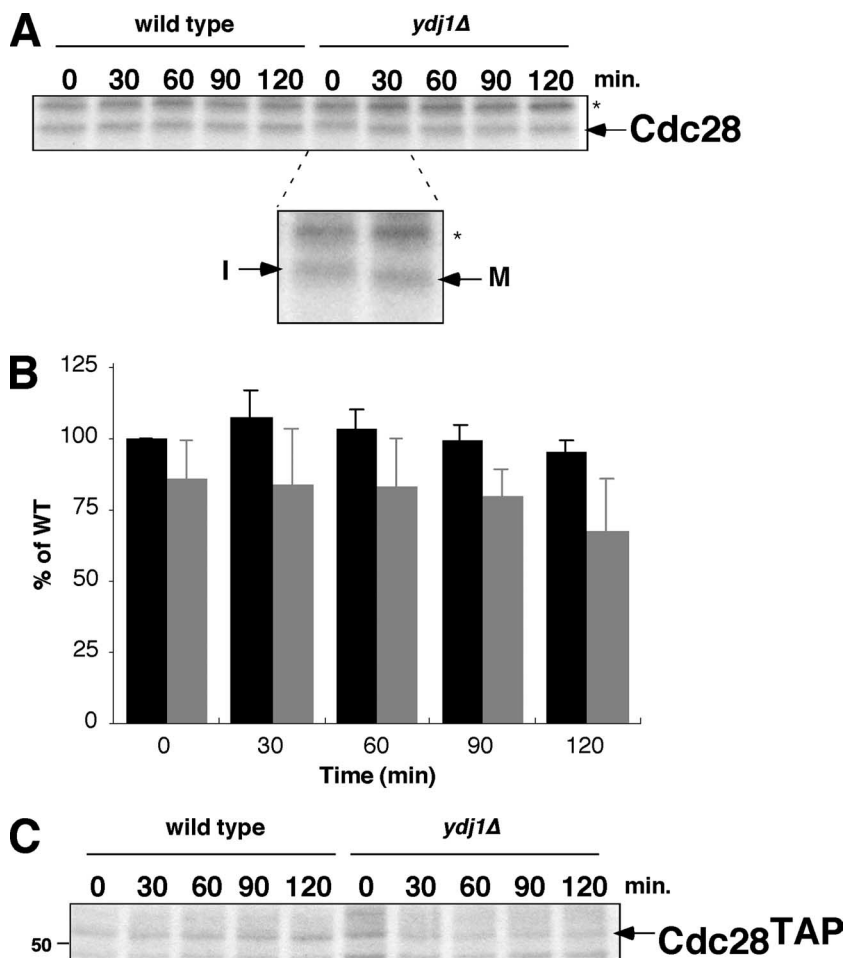 A
wild type ydj1Δ
0 30 60 90 120 0 30 60 90 120 min.
*
Cdc28
*
I
M
B
125
100
75
50
25
0
% of WT
0 30 60 90 120
Time (min)
C
wild type ydj1Δ
0 30 60 90 120 0 30 60 90 120 min.
50
Cdc28TAP